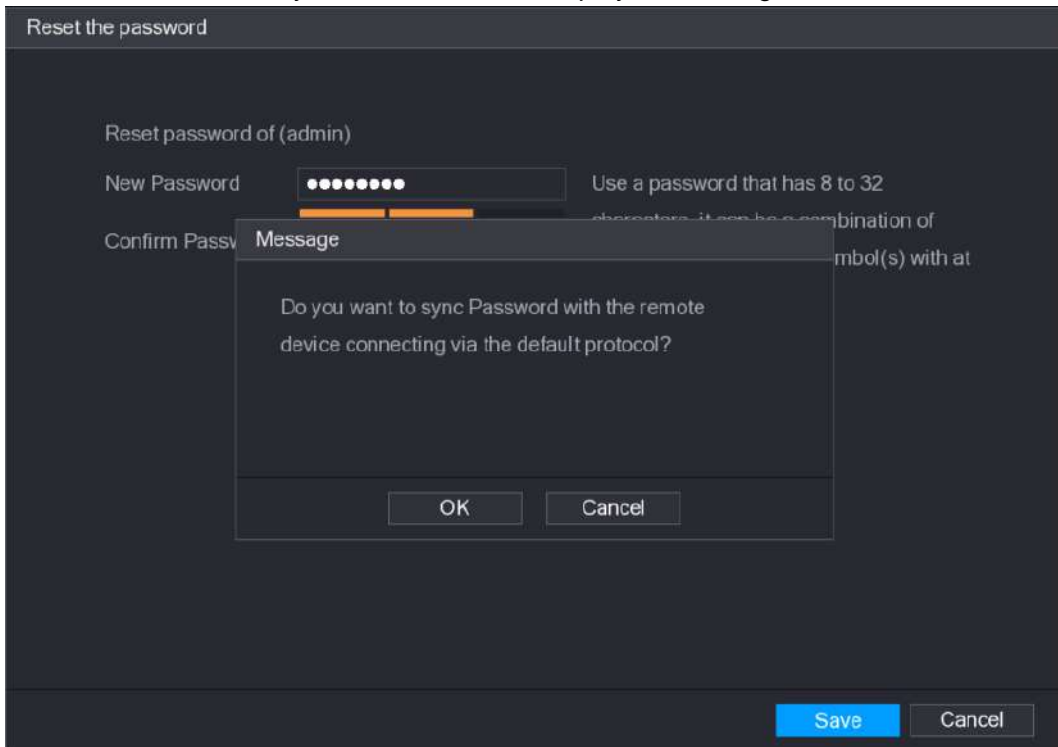 Reset the password
Reset password of (admin)
New Password ●●●●●●●● Use a password that has 8 to 32
bination of
Confirm Passw
mbol(s) with at
Message
Do you want to sync Password with the remote
device connecting via the default protocol?
OK Cancel
Save Cancel